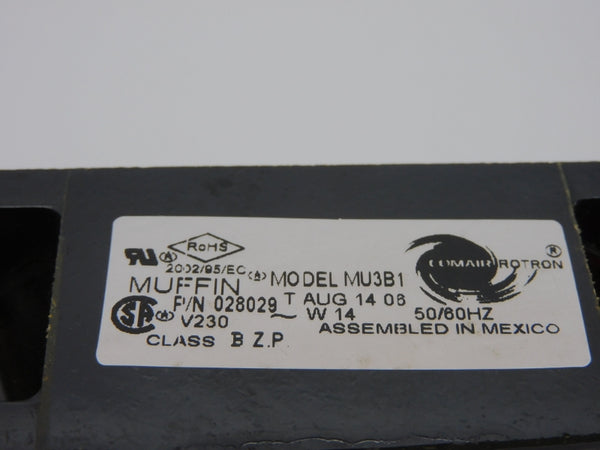 RoHS
2002/95/EC
MUFFIN ® MODEL MU3B1
COMAIR ROTRON ®
P/N 028029 T AUG 14 06
V230 ~ W 14 50/60HZ
CLASS B Z.P. ASSEMBLED IN MEXICO